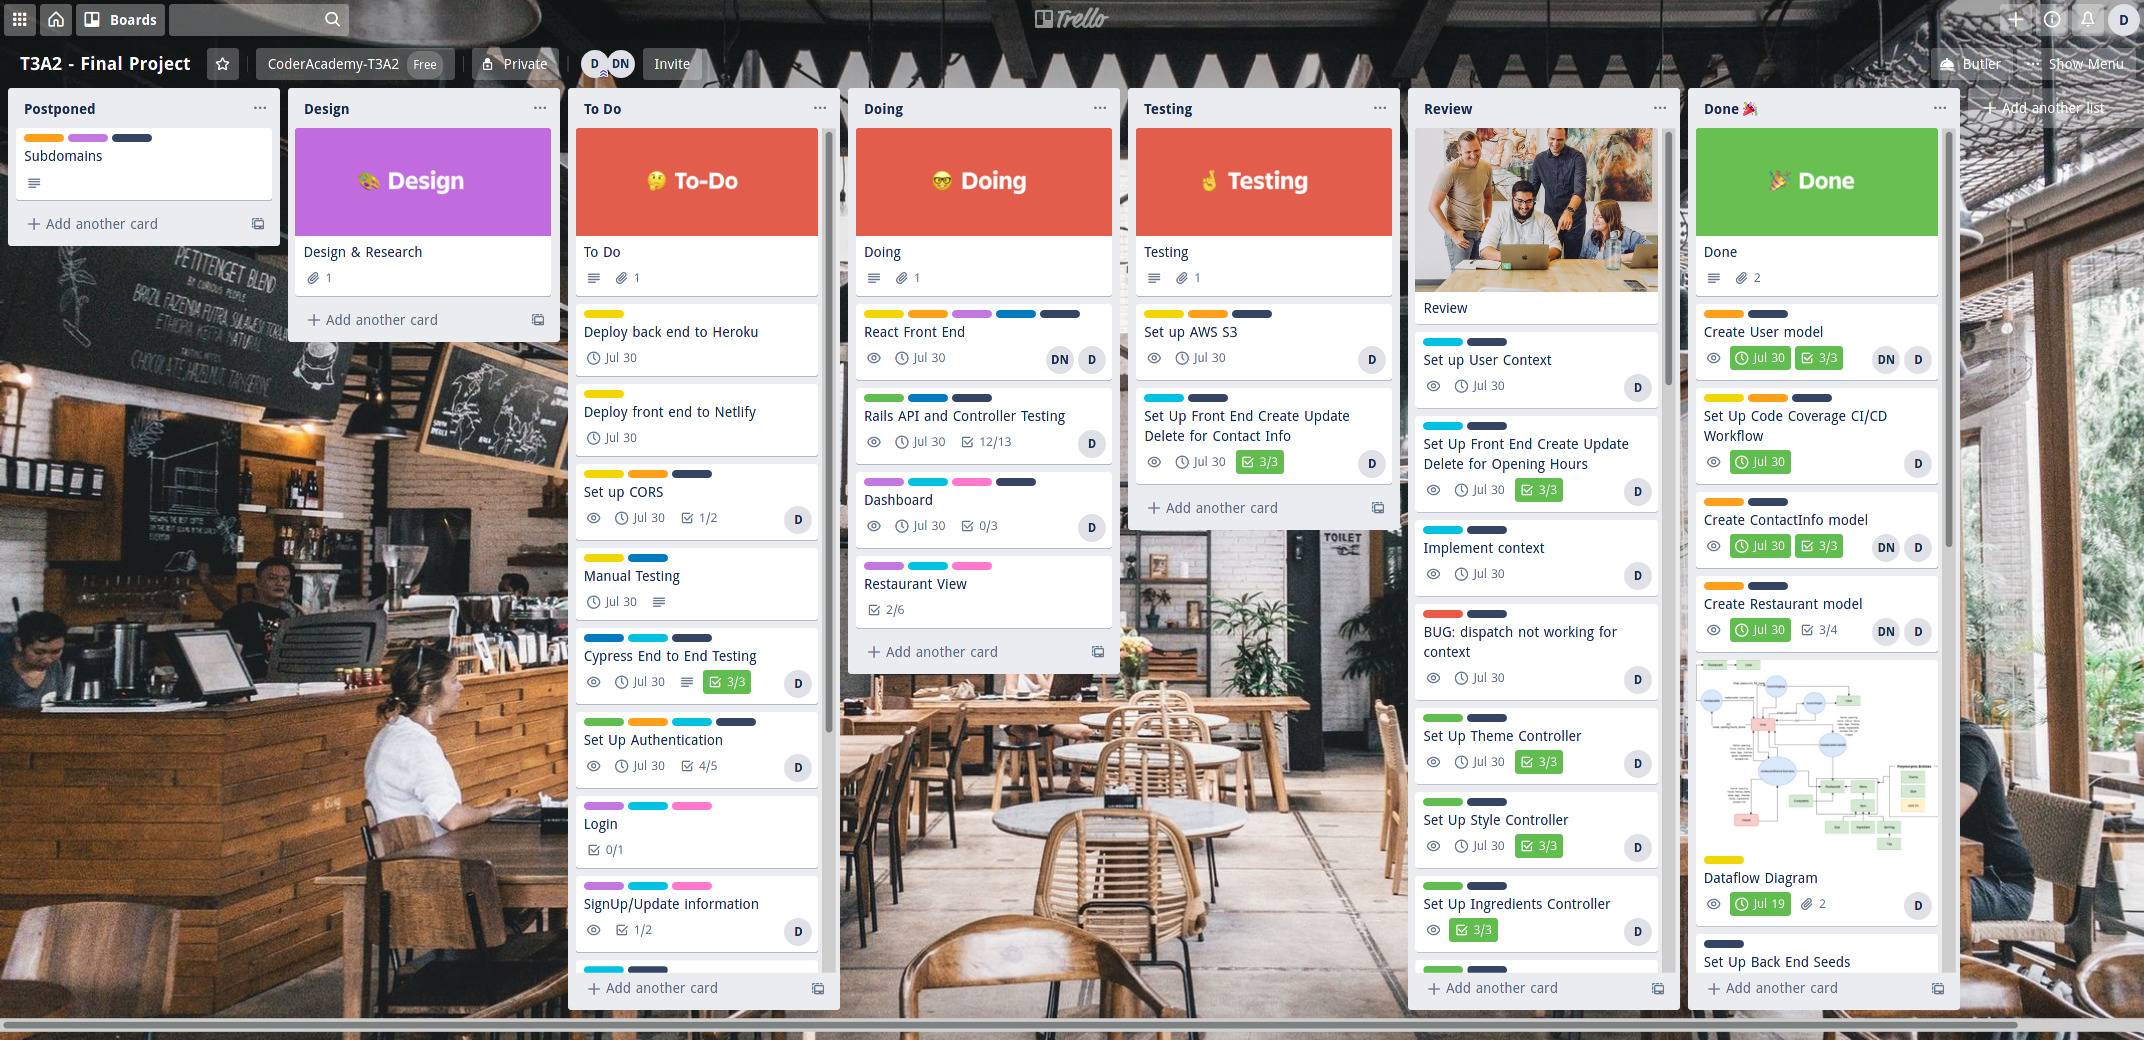 Boards
Trello
D
T3A2 - Final Project
CoderAcademy-T3A2 Free
Private
D DN
Invite
Butler
Show Menu
Postponed
Subdomains
Add another card
Design
Design
Design & Research
1
Add another card
To Do
To-Do
To Do
1
Deploy back end to Heroku
Jul 30
Deploy front end to Netlify
Jul 30
Set up CORS
Jul 30 1/2 D
Manual Testing
Jul 30
Cypress End to End Testing
Jul 30 3/3 D
Set Up Authentication
Jul 30 4/5 D
Login
0/1
SignUp/Update information
1/2 D
Add another card
Doing
Doing
Doing
1
React Front End
Jul 30 DN D
Rails API and Controller Testing
Jul 30 12/13 D
Dashboard
Jul 30 0/3 D
Restaurant View
2/6
Add another card
Testing
Testing
Testing
1
Set up AWS S3
Jul 30 D
Set Up Front End Create Update
Delete for Contact Info
Jul 30 3/3 D
Add another card
Review
Review
Set up User Context
Jul 30 D
Set Up Front End Create Update
Delete for Opening Hours
Jul 30 3/3 D
Implement context
Jul 30 D
BUG: dispatch not working for
context
Jul 30 D
Set Up Theme Controller
Jul 30 3/3 D
Set Up Style Controller
Jul 30 3/3 D
Set Up Ingredients Controller
3/3 D
Add another card
Done 🎉
Done
Done
2
Create User model
Jul 30 3/3 DN D
Set Up Code Coverage CI/CD
Workflow
Jul 30 D
Create ContactInfo model
Jul 30 3/3 DN D
Create Restaurant model
Jul 30 3/4 DN D
Dataflow Diagram
Jul 19 2 D
Set Up Back End Seeds
Add another card
Add another list
PETITENGET BLEND
BY CURIOUS PEOPLE
TOILET